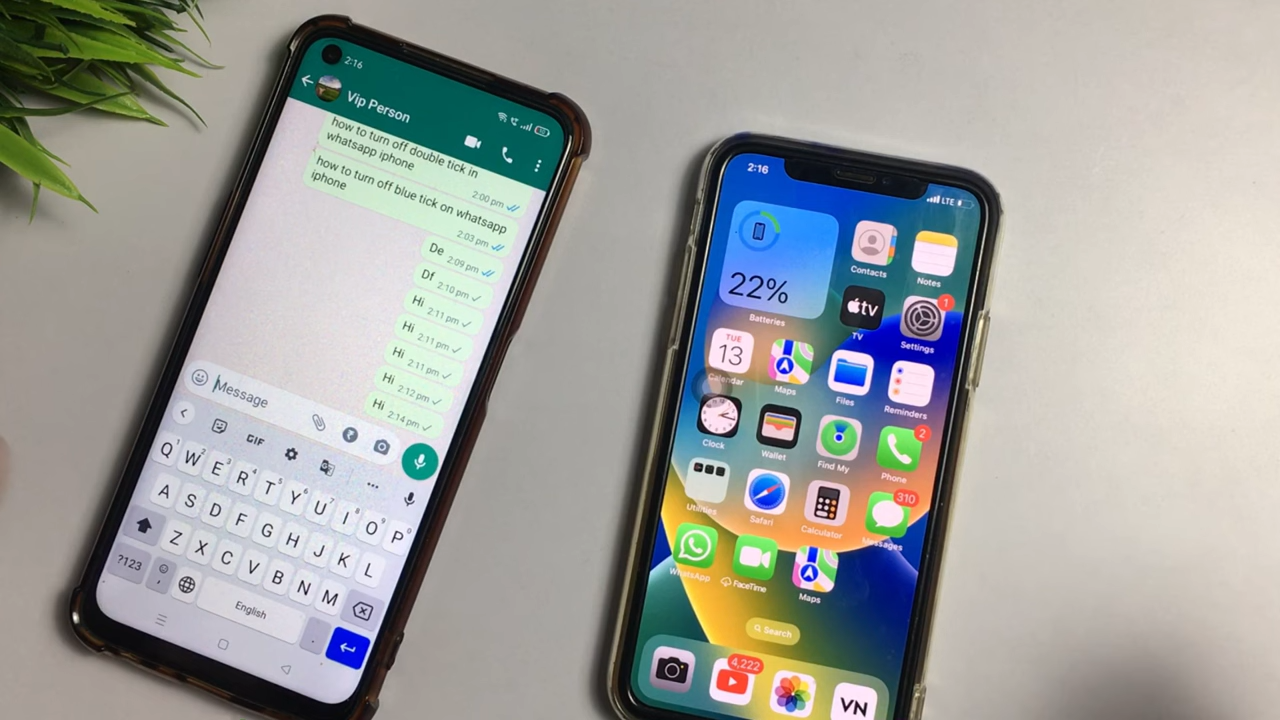 2:16
Vip Person
how to turn off double tick in
whatsapp iphone
2:00 pm
how to turn off blue tick on whatsapp
iphone
2:03 pm
De 2:09 pm
Df 2:10 pm
Hi 2:11 pm
Hi 2:11 pm
Hi 2:11 pm
Hi 2:12 pm
Hi 2:14 pm
Message
GIF
Q W E R T Y U I O P
A S D F G H J K L
Z X C V B N M
?123 , English .
2:16
LTE
22%
Batteries
Contacts
Notes
tv
TV
1
Settings
TUE
13
Calendar
Maps
Files
Reminders
Clock
Wallet
Find My
2
Phone
Utilities
Safari
Calculator
310
Messages
WhatsApp
FaceTime
Maps
Search
4,222
VN